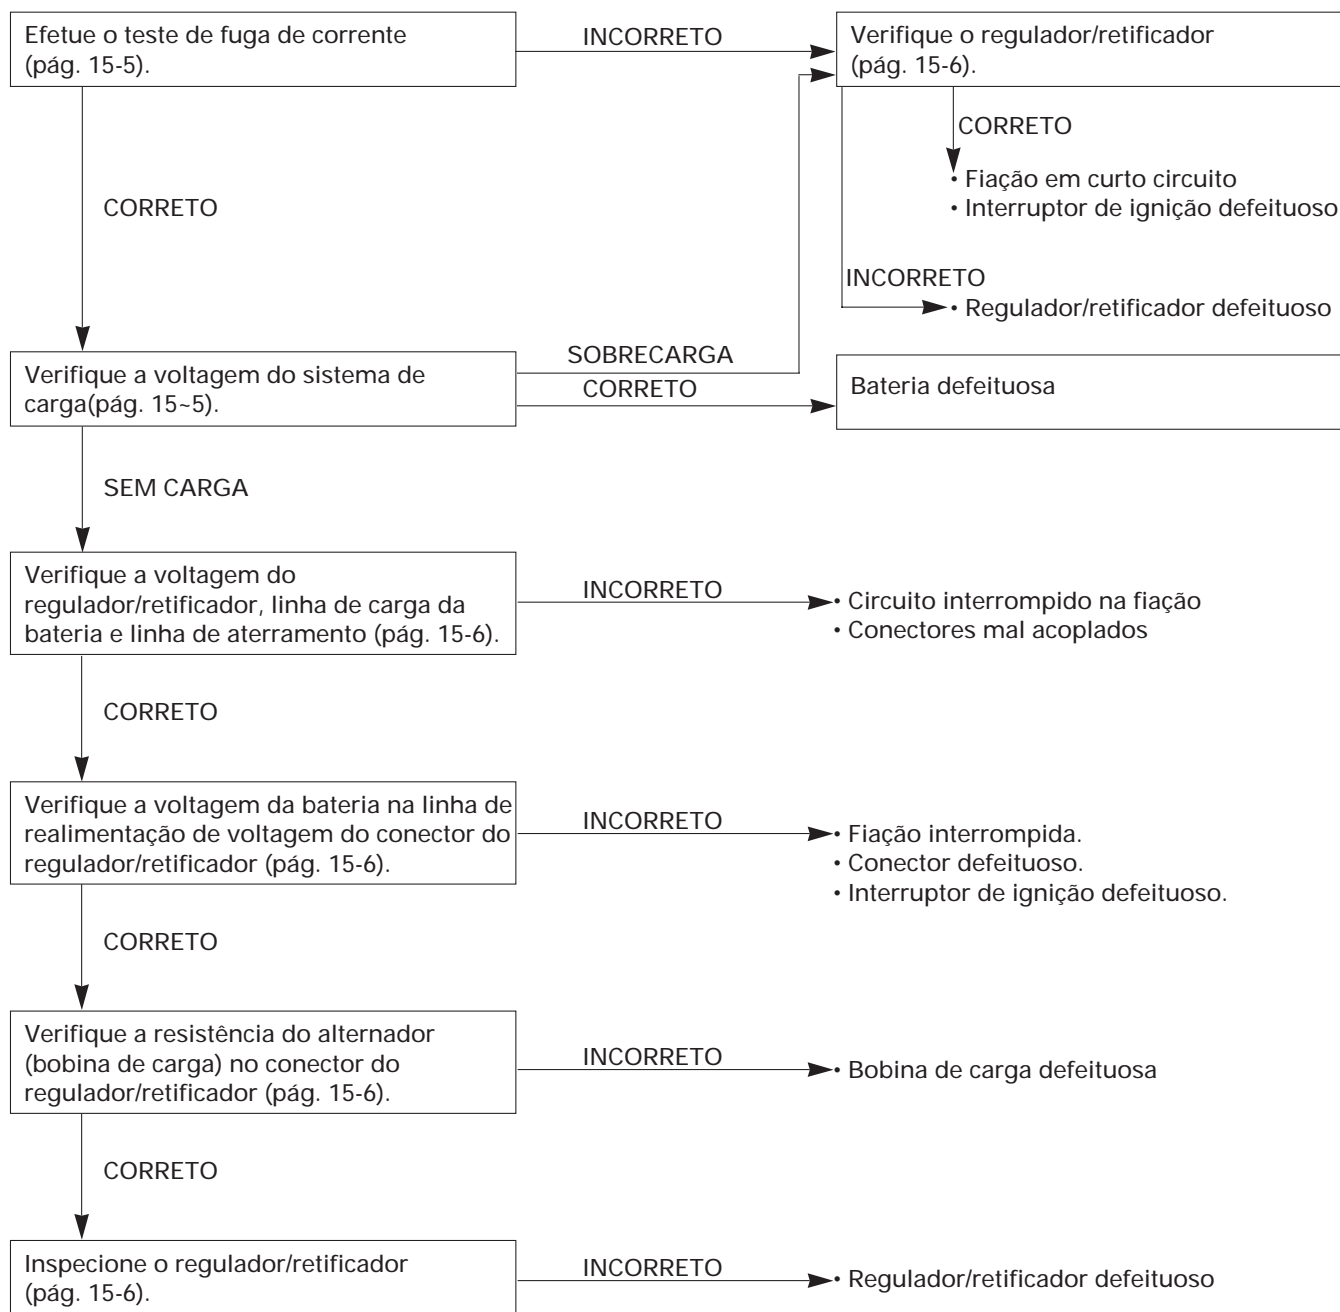 Efetue o teste de fuga de corrente
(pág. 15-5).
INCORRETO
Verifique o regulador/retificador
(pág. 15-6).
CORRETO
• Fiação em curto circuito
• Interruptor de ignição defeituoso
CORRETO
INCORRETO
• Regulador/retificador defeituoso
Verifique a voltagem do sistema de
carga(pág. 15~5).
SOBRECARGA
CORRETO
Bateria defeituosa
SEM CARGA
Verifique a voltagem do
regulador/retificador, linha de carga da
bateria e linha de aterramento (pág. 15-6).
INCORRETO
• Circuito interrompido na fiação
• Conectores mal acoplados
CORRETO
Verifique a voltagem da bateria na linha de
realimentação de voltagem do conector do
regulador/retificador (pág. 15-6).
INCORRETO
• Fiação interrompida.
• Conector defeituoso.
• Interruptor de ignição defeituoso.
CORRETO
Verifique a resistência do alternador
(bobina de carga) no conector do
regulador/retificador (pág. 15-6).
INCORRETO
• Bobina de carga defeituosa
CORRETO
Inspecione o regulador/retificador
(pág. 15-6).
INCORRETO
• Regulador/retificador defeituoso